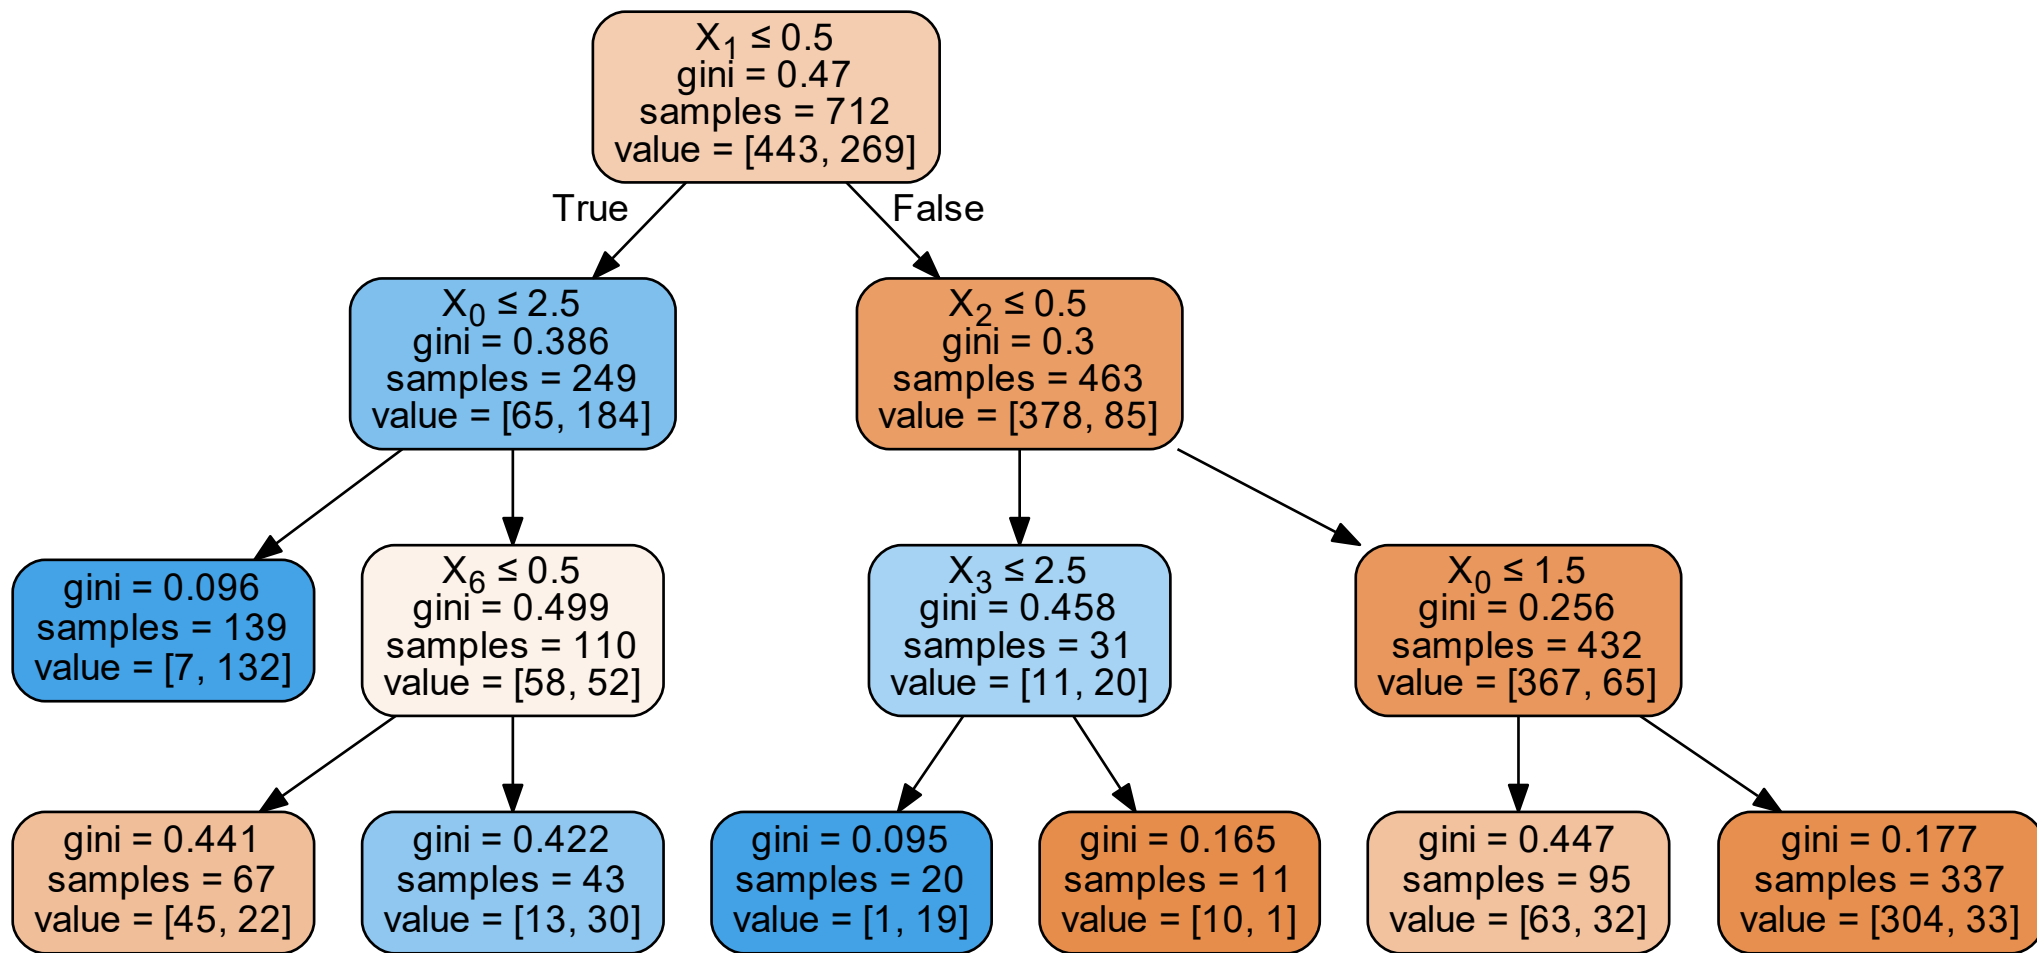 X₁ ≤ 0.5
gini = 0.47
samples = 712
value = [443, 269]
True
False
X₀ ≤ 2.5
gini = 0.386
samples = 249
value = [65, 184]
X₂ ≤ 0.5
gini = 0.3
samples = 463
value = [378, 85]
gini = 0.096
samples = 139
value = [7, 132]
X₆ ≤ 0.5
gini = 0.499
samples = 110
value = [58, 52]
X₃ ≤ 2.5
gini = 0.458
samples = 31
value = [11, 20]
X₀ ≤ 1.5
gini = 0.256
samples = 432
value = [367, 65]
gini = 0.441
samples = 67
value = [45, 22]
gini = 0.422
samples = 43
value = [13, 30]
gini = 0.095
samples = 20
value = [1, 19]
gini = 0.165
samples = 11
value = [10, 1]
gini = 0.447
samples = 95
value = [63, 32]
gini = 0.177
samples = 337
value = [304, 33]